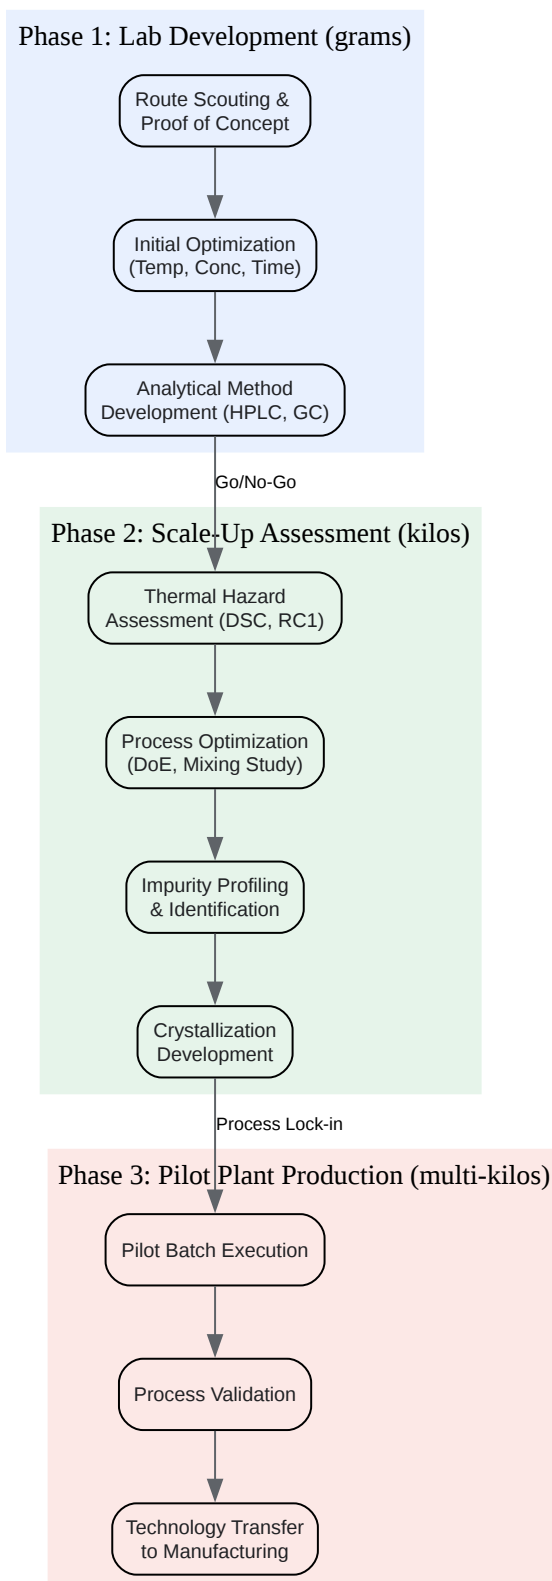 Phase 1: Lab Development (grams)
Route Scouting &
Proof of Concept
Initial Optimization
(Temp, Conc, Time)
Analytical Method
Development (HPLC, GC)
Go/No-Go
Phase 2: Scale-Up Assessment (kilos)
Thermal Hazard
Assessment (DSC, RC1)
Process Optimization
(DoE, Mixing Study)
Impurity Profiling
& Identification
Crystallization
Development
Process Lock-in
Phase 3: Pilot Plant Production (multi-kilos)
Pilot Batch Execution
Process Validation
Technology Transfer
to Manufacturing